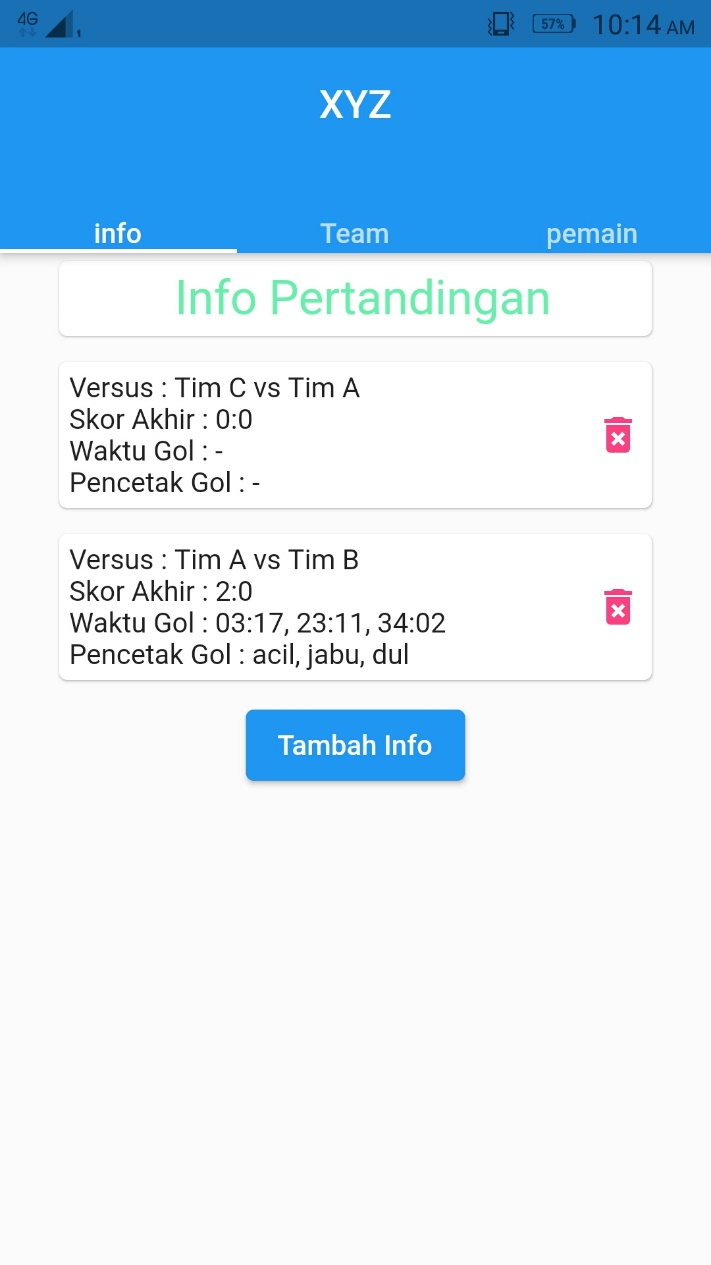 4G 57% 10:14 AM
XYZ
info Team pemain
Info Pertandingan
Versus : Tim C vs Tim A
Skor Akhir : 0:0
Waktu Gol : -
Pencetak Gol : -
Versus : Tim A vs Tim B
Skor Akhir : 2:0
Waktu Gol : 03:17, 23:11, 34:02
Pencetak Gol : acil, jabu, dul
Tambah Info